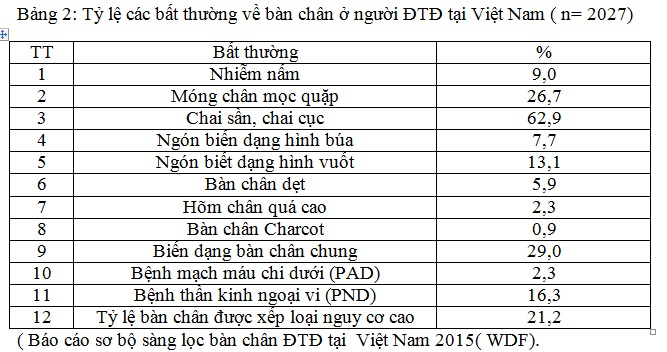 Bảng 2: Tỷ lệ các bất thường về bàn chân ở người ĐTĐ tại Việt Nam ( n= 2027)
TT Bất thường %
1 Nhiễm nấm 9,0
2 Móng chân mọc quặp 26,7
3 Chai sần, chai cục 62,9
4 Ngón biến dạng hình búa 7,7
5 Ngón biết dạng hình vuốt 13,1
6 Bàn chân dẹt 5,9
7 Hõm chân quá cao 2,3
8 Bàn chân Charcot 0,9
9 Biến dạng bàn chân chung 29,0
10 Bệnh mạch máu chi dưới (PAD) 2,3
11 Bệnh thần kinh ngoại vi (PND) 16,3
12 Tỷ lệ bàn chân được xếp loại nguy cơ cao 21,2
( Báo cáo sơ bộ sàng lọc bàn chân ĐTĐ tại Việt Nam 2015( WDF).